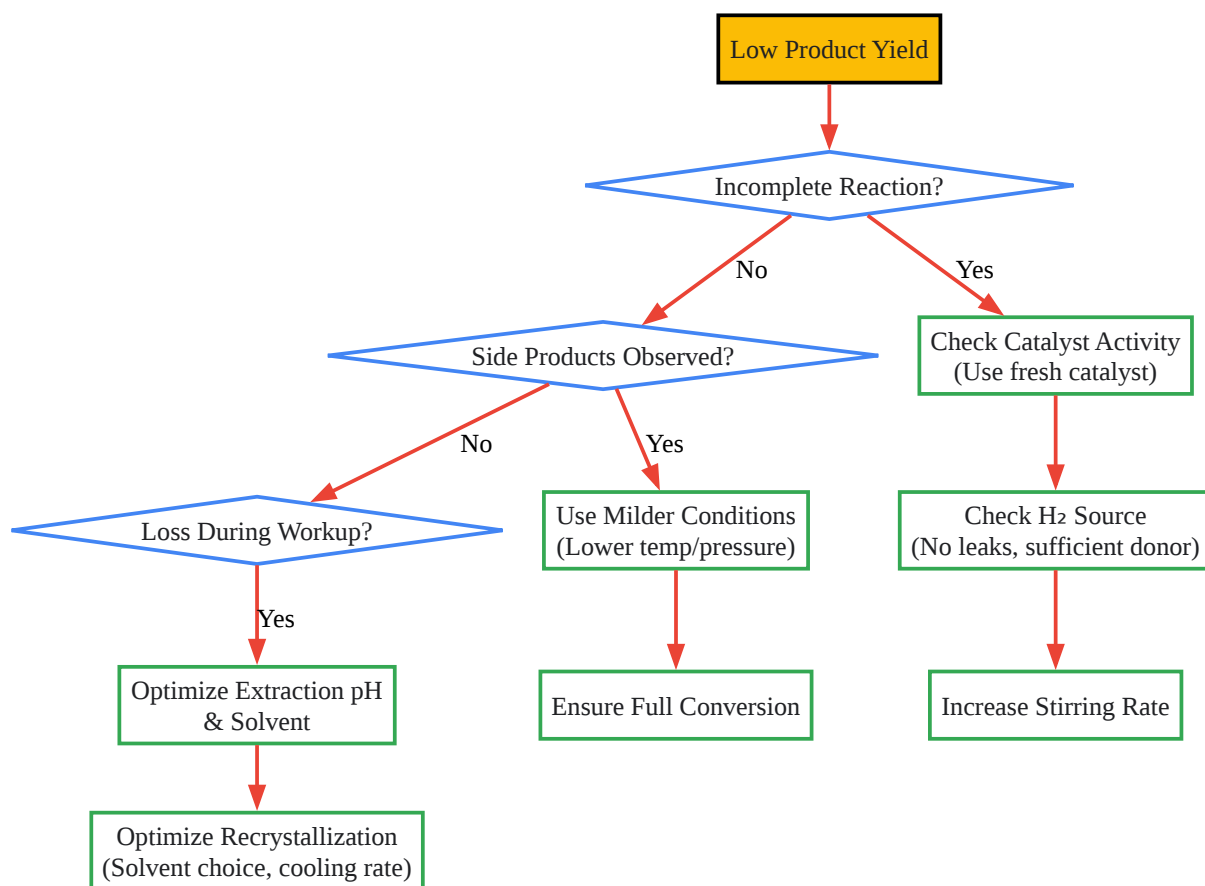 Low Product Yield
Incomplete Reaction?
No
Yes
Side Products Observed?
Check Catalyst Activity
(Use fresh catalyst)
No
Yes
Loss During Workup?
Use Milder Conditions
(Lower temp/pressure)
Check H₂ Source
(No leaks, sufficient donor)
Yes
Optimize Extraction pH
& Solvent
Ensure Full Conversion
Increase Stirring Rate
Optimize Recrystallization
(Solvent choice, cooling rate)